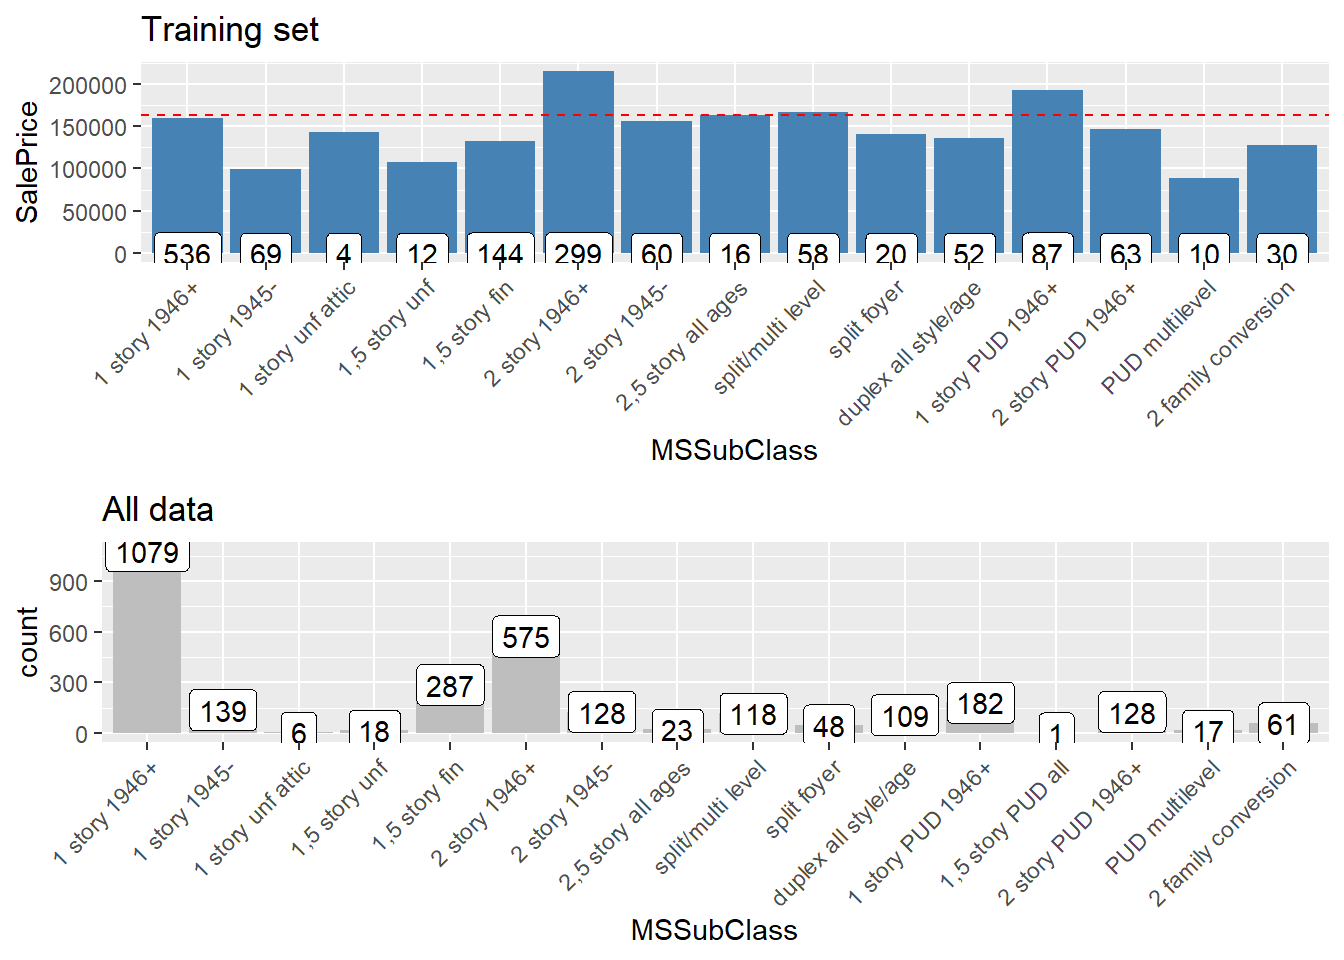 Training set
SalePrice
200000
150000
100000
50000
0
536 69 4 12 144 299 60 16 58 20 52 87 63 10 30
1 story 1946+
1 story 1945-
1 story unf attic
1,5 story unf
1,5 story fin
2 story 1946+
2 story 1945-
2,5 story all ages
split/multi level
split foyer
duplex all style/age
1 story PUD 1946+
2 story PUD 1946+
PUD multilevel
2 family conversion
MSSubClass
All data
count
900
600
300
0
1079 139 6 18 287 575 128 23 118 48 109 182 1 128 17 61
1 story 1946+
1 story 1945-
1 story unf attic
1,5 story unf
1,5 story fin
2 story 1946+
2 story 1945-
2,5 story all ages
split/multi level
split foyer
duplex all style/age
1 story PUD 1946+
1,5 story PUD all
2 story PUD 1946+
PUD multilevel
2 family conversion
MSSubClass